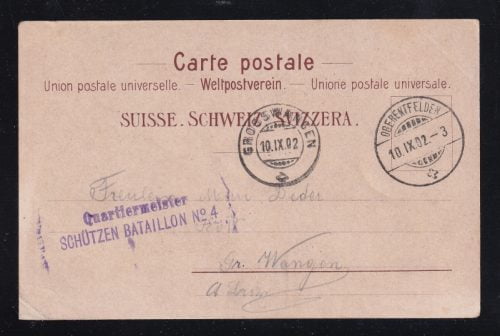 Carte postale
Union postale universelle. – Weltpostverein. – Unione postale universale.
SUISSE. SCHWEIZ. SVIZZERA.
GROSSWANGEN
10.IX.02
OBERENTFELDEN
10.IX.02.–3
Quartiermeister
SCHÜTZEN BATAILLON No 4
Gr. Wangen